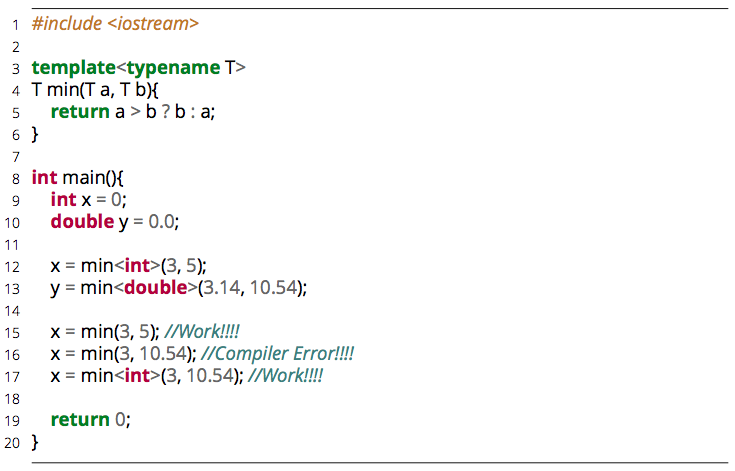 1 #include <iostream>
2
3 template<typename T>
4 T min(T a, T b){
5 return a > b ? b : a;
6 }
7
8 int main(){
9 int x = 0;
10 double y = 0.0;
11
12 x = min<int>(3, 5);
13 y = min<double>(3.14, 10.54);
14
15 x = min(3, 5); //Work!!!!
16 x = min(3, 10.54); //Compiler Error!!!!
17 x = min<int>(3, 10.54); //Work!!!!
18
19 return 0;
20 }